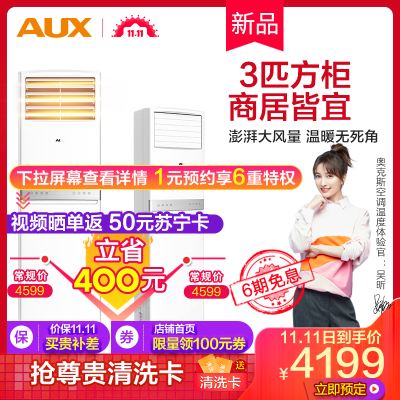 AUX
11.11
新品
3匹方柜
商居皆宜
澎湃大风量 温暖无死角
奥克斯空调温度体验官：吴昕
下拉屏幕查看详情 1元预约享6重特权
视频晒单返 50元苏宁卡
立省
400元
常规价
4599
常规价
4599
6期免息
保
价保11.11
买贵补差
券
店铺首页
限量领100元券
11.11日到手价
¥4199
立即预定
抢尊贵清洗卡
送
清洗卡